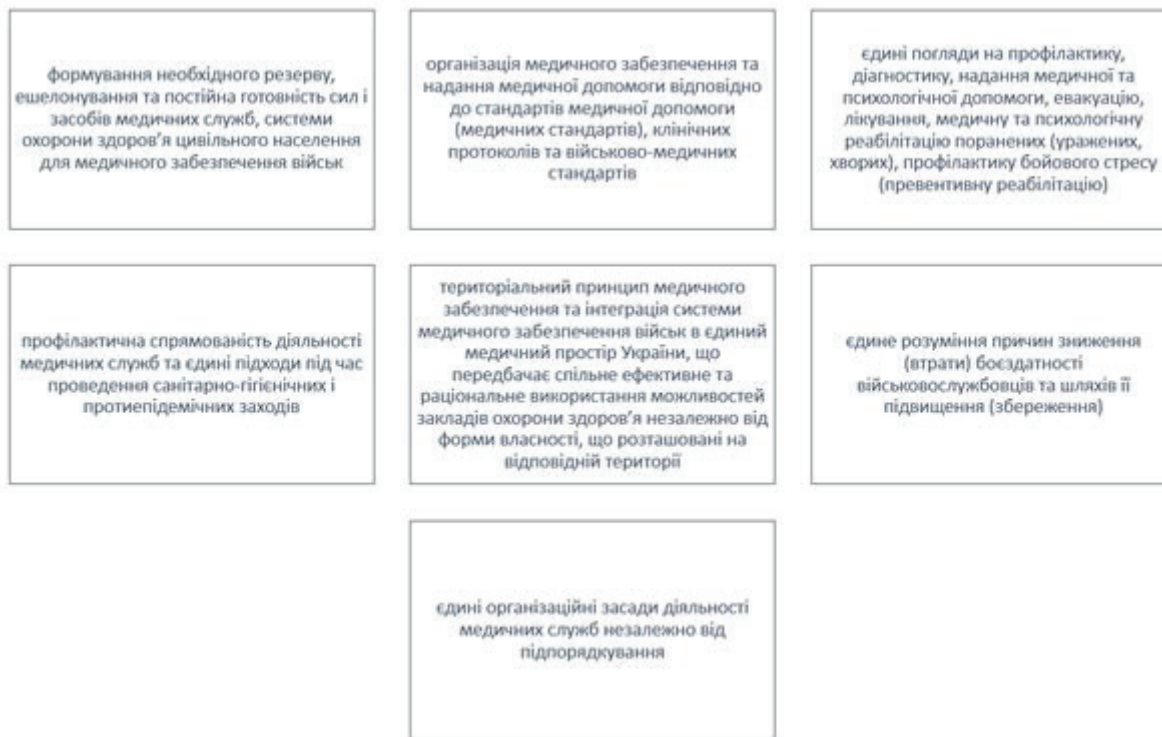 формування необхідного резерву,
ешелонування та постійна готовність сил і
засобів медичних служб, системи
охорони здоров'я цивільного населення
для медичного забезпечення військ
організація медичного забезпечення та
надання медичної допомоги відповідно
до стандартів медичної допомоги
(медичних стандартів), клінічних
протоколів та військово-медичних
стандартів
єдині погляди на профілактику,
діагностику, надання медичної та
психологічної допомоги, евакуацію,
лікування, медичну та психологічну
реабілітацію поранених (уражених,
хворих), профілактику бойового стресу
(превентивну реабілітацію)
профілактична спрямованість діяльності
медичних служб та єдині підходи під час
проведення санітарно-гігієнічних і
протиепідемічних заходів
територіальний принцип медичного
забезпечення та інтеграція системи
медичного забезпечення військ в єдиний
медичний простір України, що
передбачає спільне ефективне та
раціональне використання можливостей
закладів охорони здоров'я незалежно від
форми власності, що розташовані на
відповідній території
єдине розуміння причин зниження
(втрати) боєздатності
військовослужбовців та шляхів її
підвищення (збереження)
єдині організаційні засади діяльності
медичних служб незалежно від
підпорядкування